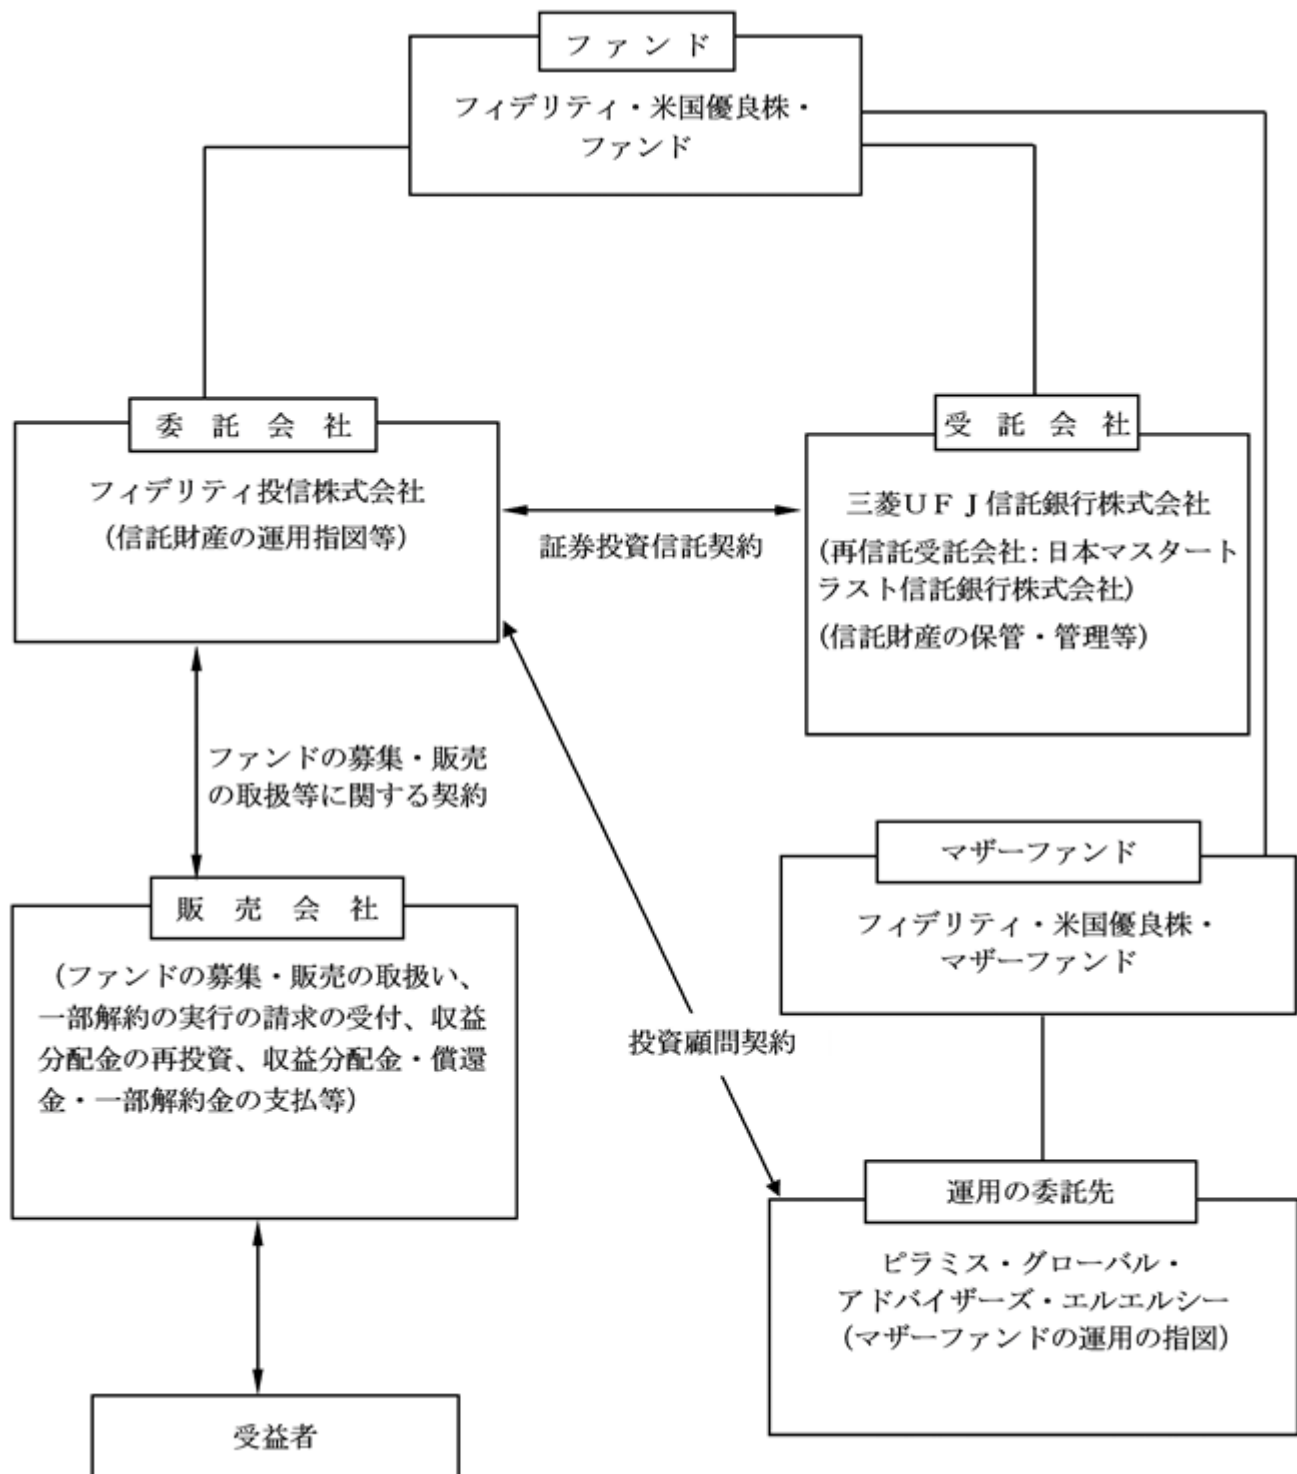 ファンド
フィデリティ・米国優良株・
ファンド
委託会社
フィデリティ投信株式会社
（信託財産の運用指図等）
証券投資信託契約
受託会社
三菱ＵＦＪ信託銀行株式会社
（再信託受託会社：日本マスタート
ラスト信託銀行株式会社）
（信託財産の保管・管理等）
ファンドの募集・販売
の取扱等に関する契約
マザーファンド
フィデリティ・米国優良株・
マザーファンド
販売会社
（ファンドの募集・販売の取扱い、
一部解約の実行の請求の受付、収益
分配金の再投資、収益分配金・償還
金・一部解約金の支払等）
投資顧問契約
運用の委託先
ピラミス・グローバル・
アドバイザーズ・エルエルシー
（マザーファンドの運用の指図）
受益者